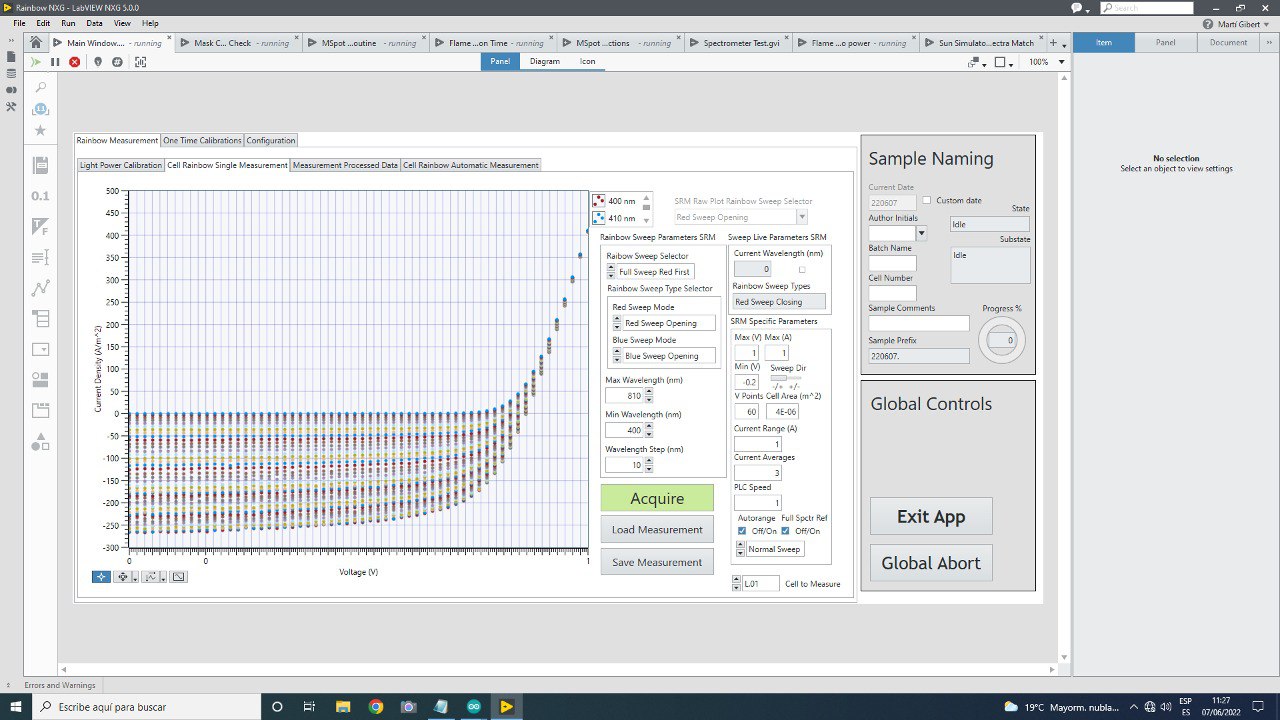 Rainbow NXG - LabVIEW NXG 5.0.0
Search
File Edit Run Data View Help
Martí Gibert
Main Window... - running
Mask C... Check - running
MSpot ...outin - running
Flame ...on Time - running
MSpot ...ctions - running
Spectrometer Test.gvi
Flame ...gover - running
Sun Simulato...ectra Match
Item Panel Document
Panel Diagram Icon
100%
No selection
Select an object to view settings
Rainbow Measurement One Time Calibrations Configuration
Light Power Calibration Cell Rainbow Single Measurement Measurement Processed Data Cell Rainbow Automatic Measurement
500
450
400
350
300
250
200
150
100
50
0
-50
-100
-150
-200
-250
-300
Current Density (A/m^2)
0 0 1
Voltage (V)
400 nm
410 nm
SRM Raw Plot Rainbow Sweep Selector
Red Sweep Opening
Rainbow Sweep Parameters SRM
Raibow Sweep Selector
Full Sweep Red First
Rainbow Sweep Type Selector
Red Sweep Mode
Red Sweep Opening
Blue Sweep Mode
Blue Sweep Opening
Max Wavelength (nm)
810
Min Wavelength (nm)
400
Wavelength Step (nm)
10
Acquire
Load Measurement
Save Measurement
Sweep Live Parameters SRM
Current Wavelength (nm)
0
Rainbow Sweep Types
Red Sweep Closing
SRM Specific Parameters
Max (V) Max (A)
1 1
Min (V) Sweep Dir
-0.2
-/+ +/-
V Points Cell Area (m^2)
60 4E-06
Current Range (A)
1
Current Averages
3
PLC Speed
1
Autorange Full Spctr Ref
Off/On Off/On
Normal Sweep
L01 Cell to Measure
Sample Naming
Current Date
220607 Custom date
Author Initials
State
Idle
Batch Name
Substate
Idle
Cell Number
Sample Comments
Progress %
0
Sample Prefix
220607.
Global Controls
Exit App
Global Abort
0.1
Errors and Warnings
Escribe aquí para buscar
19°C Mayorm. nubla...
ESP
ES
11:27
07/06/2022